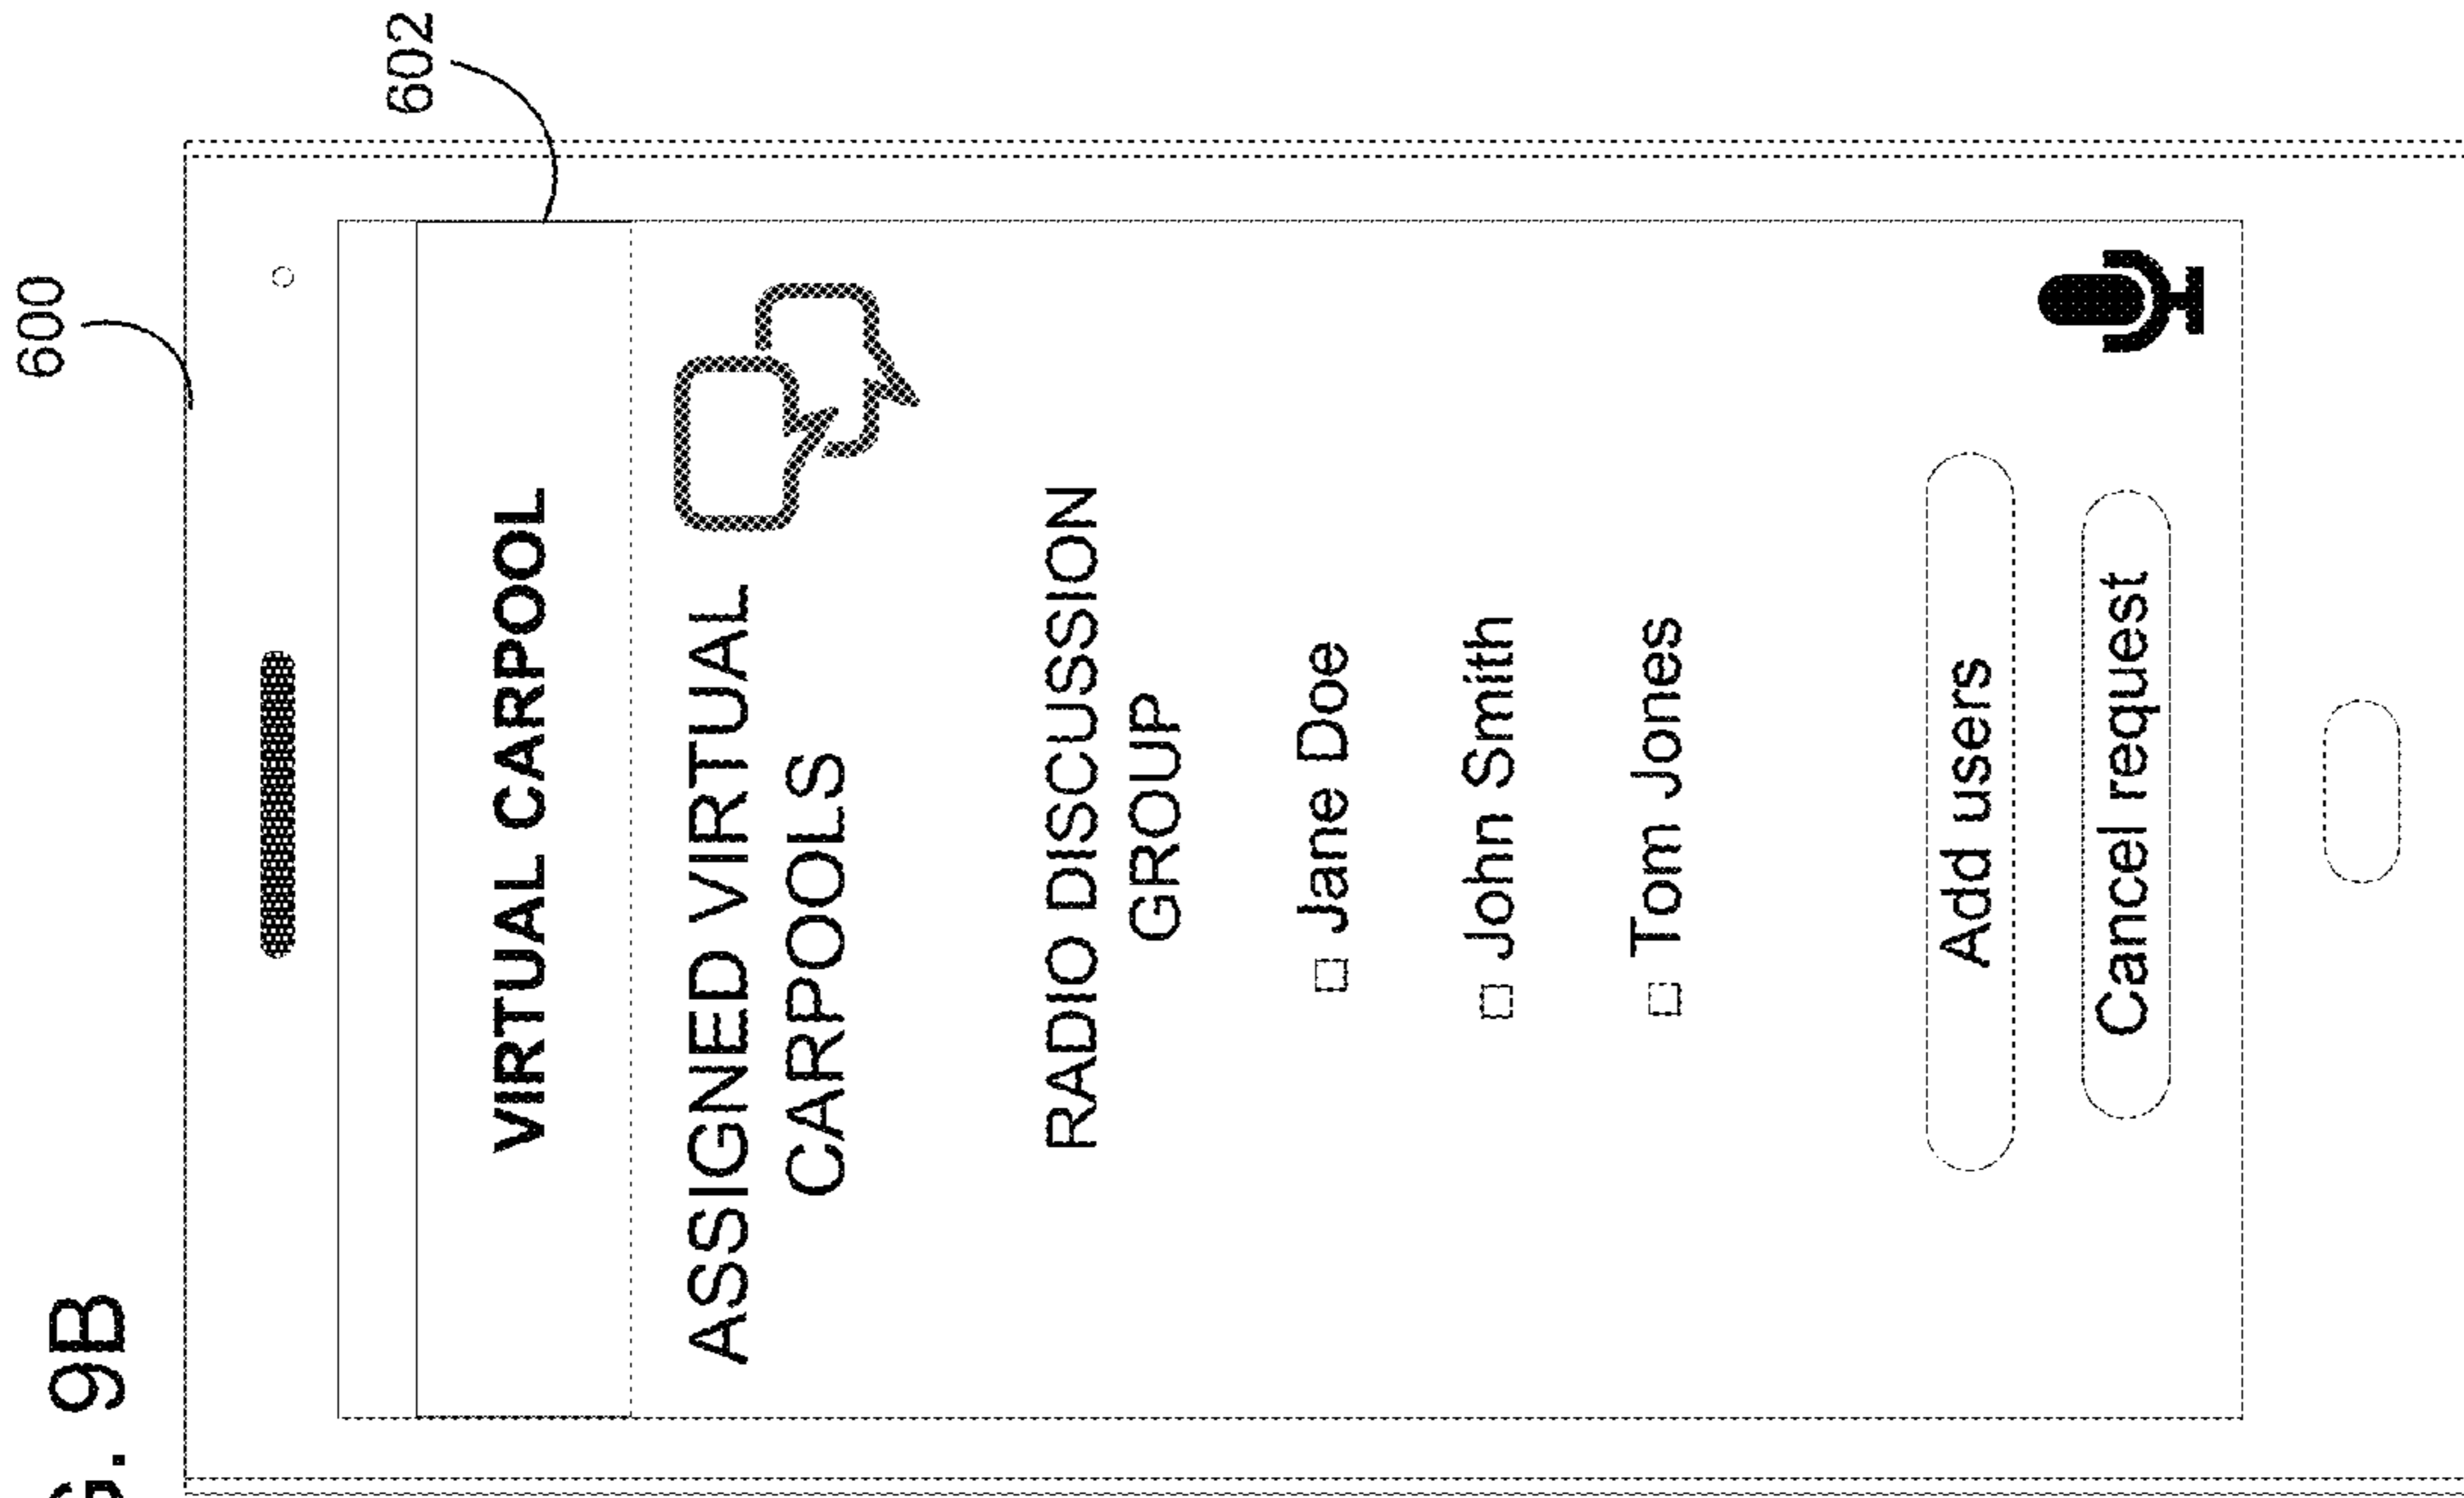 G. 9B
600
602
VIRTUAL CARPOOL
ASSIGNED VIRTUAL
CARPOOLS
RADIO DISCUSSION
GROUP
Jane Doe
John Smith
Tom Jones
Add users
Cancel request